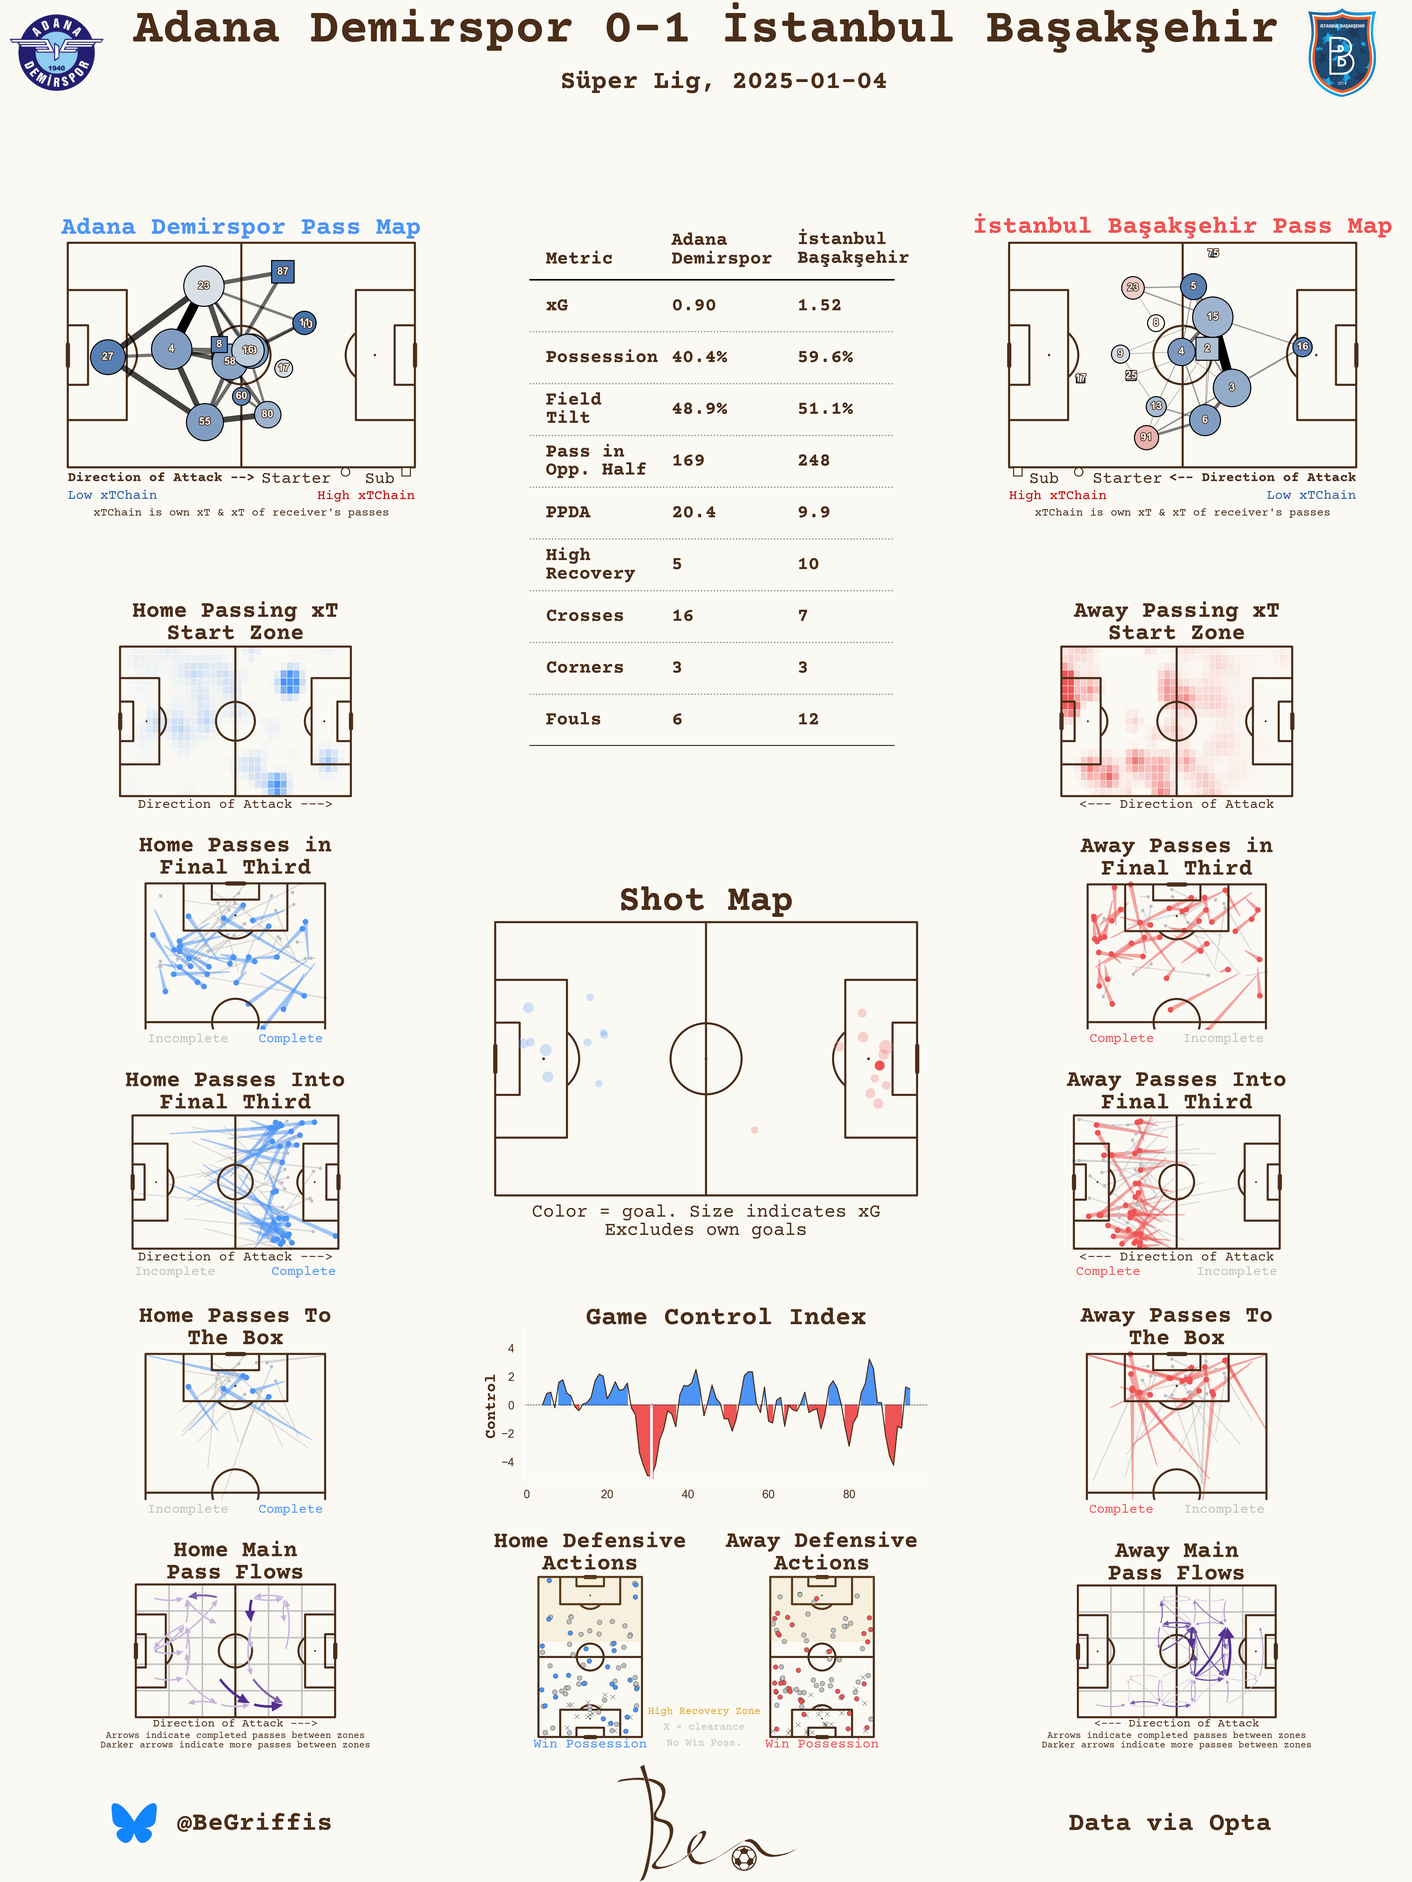 Adana Demirspor 0-1 İstanbul Başakşehir
Süper Lig, 2025-01-04
ADANA
1940
DEMİRSPOR
İSTANBUL BAŞAKŞEHİR
B
2014
Adana Demirspor Pass Map
23
87
11
27
4
8
16
58
17
60
55
80
Direction of Attack --> Starter Sub
Low xTChain High xTChain
xTChain is own xT & xT of receiver's passes
Metric Adana Demirspor İstanbul Başakşehir
xG 0.90 1.52
Possession 40.4% 59.6%
Field Tilt 48.9% 51.1%
Pass in Opp. Half 169 248
PPDA 20.4 9.9
High Recovery 5 10
Crosses 16 7
Corners 3 3
Fouls 6 12
İstanbul Başakşehir Pass Map
75
23
5
8
15
9
4
2
16
17
25
3
13
6
91
Sub Starter <-- Direction of Attack
High xTChain Low xTChain
xTChain is own xT & xT of receiver's passes
Home Passing xT
Start Zone
Direction of Attack --->
Away Passing xT
Start Zone
<--- Direction of Attack
Home Passes in
Final Third
Incomplete Complete
Away Passes in
Final Third
Complete Incomplete
Shot Map
Color = goal. Size indicates xG
Excludes own goals
Home Passes Into
Final Third
Direction of Attack --->
Incomplete Complete
Away Passes Into
Final Third
<--- Direction of Attack
Complete Incomplete
Home Passes To
The Box
Incomplete Complete
Game Control Index
Control
4
2
0
−2
−4
0 20 40 60 80
Away Passes To
The Box
Complete Incomplete
Home Main
Pass Flows
Direction of Attack --->
Arrows indicate completed passes between zones
Darker arrows indicate more passes between zones
Home Defensive
Actions
Win Possession
High Recovery Zone
X = clearance
No Win Poss.
Away Defensive
Actions
Win Possession
Away Main
Pass Flows
<--- Direction of Attack
Arrows indicate completed passes between zones
Darker arrows indicate more passes between zones
@BeGriffis
Ben
Data via Opta